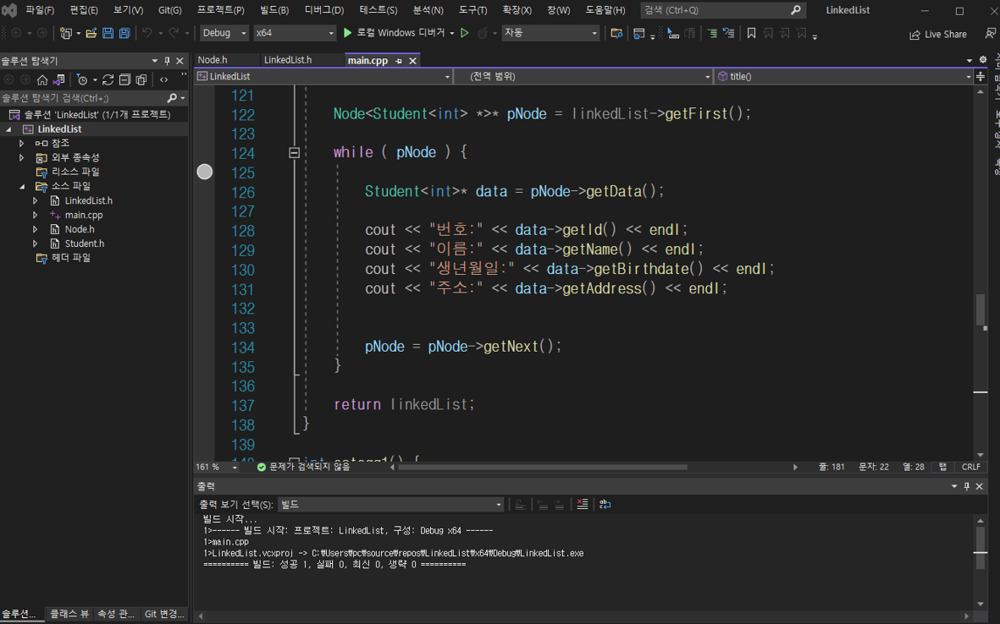 파일(F) 편집(E) 보기(V) Git(G) 프로젝트(P) 빌드(B) 디버그(D) 테스트(S) 분석(N) 도구(T) 확장(X) 창(W) 도움말(H) 검색 (Ctrl+Q) LinkedList
Debug x64 로컬 Windows 디버거 자동 Live Share
솔루션 탐색기
솔루션 탐색기 검색(Ctrl+;)
솔루션 'LinkedList' (1/1개 프로젝트)
LinkedList
참조
외부 종속성
리소스 파일
소스 파일
LinkedList.h
main.cpp
Node.h
Student.h
헤더 파일
솔루션... 클래스 뷰 속성 관... Git 변경...
Node.h LinkedList.h main.cpp
LinkedList (전역 범위) title()
121
122 Node<Student<int> *>* pNode = linkedList->getFirst();
123
124 while ( pNode ) {
125
126 Student<int>* data = pNode->getData();
127
128 cout << "번호:" << data->getId() << endl;
129 cout << "이름:" << data->getName() << endl;
130 cout << "생년월일:" << data->getBirthdate() << endl;
131 cout << "주소:" << data->getAddress() << endl;
132
133
134 pNode = pNode->getNext();
135 }
136
137 return linkedList;
138 }
139
161 % 문제가 검색되지 않음 줄: 181 문자: 22 열: 28 탭 CRLF
출력
출력 보기 선택(S): 빌드
빌드 시작...
1>------ 빌드 시작: 프로젝트: LinkedList, 구성: Debug x64 ------
1>main.cpp
1>LinkedList.vcxproj -> C:\Users\pc\source\repos\LinkedList\x64\Debug\LinkedList.exe
========== 빌드: 성공 1, 실패 0, 최신 0, 생략 0 ==========